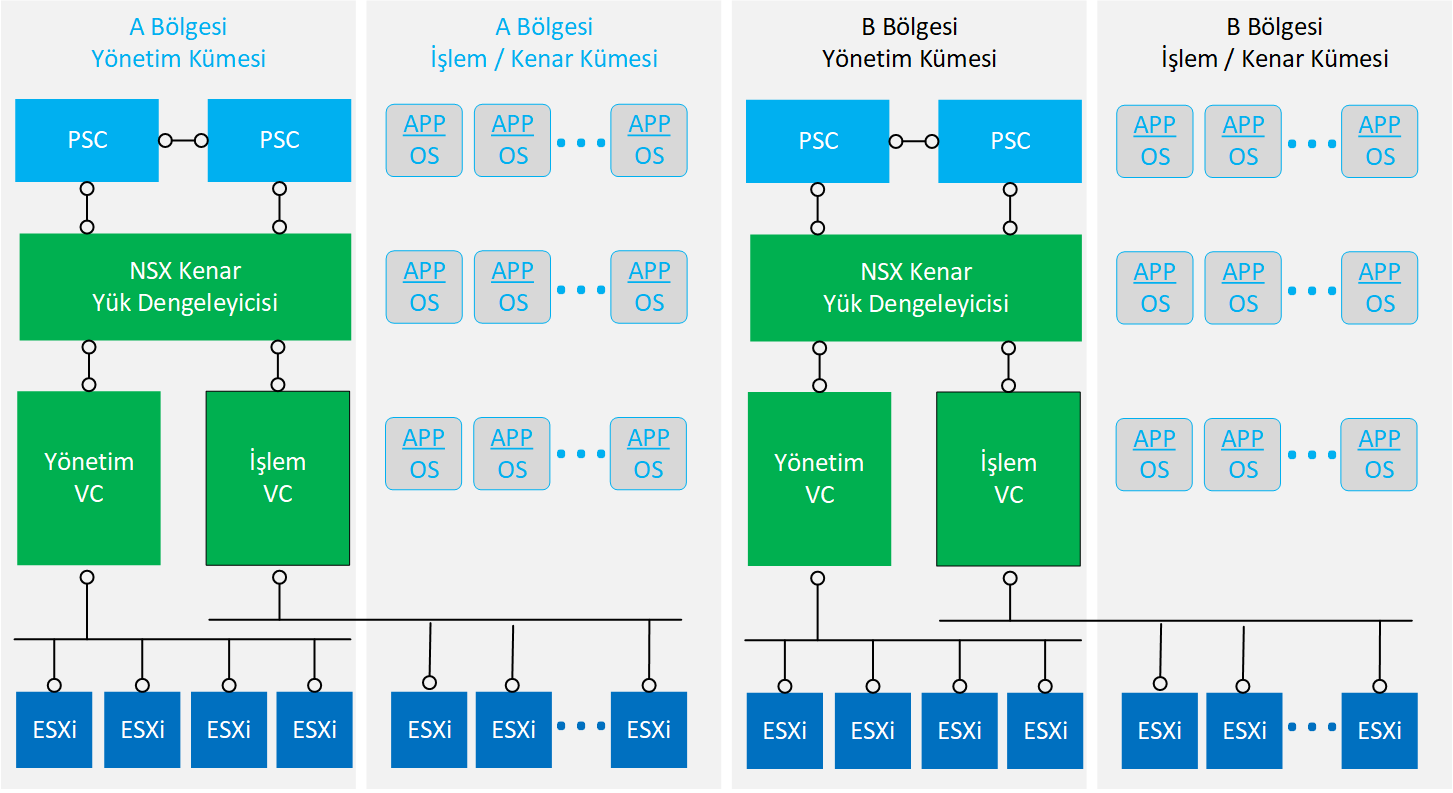 A Bölgesi
Yönetim Kümesi
A Bölgesi
İşlem / Kenar Kümesi
B Bölgesi
Yönetim Kümesi
B Bölgesi
İşlem / Kenar Kümesi
PSC
PSC
APP
OS
APP
OS
APP
OS
PSC
PSC
APP
OS
APP
OS
APP
OS
NSX Kenar
Yük Dengeleyicisi
APP
OS
APP
OS
APP
OS
NSX Kenar
Yük Dengeleyicisi
APP
OS
APP
OS
APP
OS
Yönetim
VC
İşlem
VC
APP
OS
APP
OS
APP
OS
Yönetim
VC
İşlem
VC
APP
OS
APP
OS
APP
OS
ESXi
ESXi
ESXi
ESXi
ESXi
ESXi
ESXi
ESXi
ESXi
ESXi
ESXi
ESXi
ESXi
ESXi